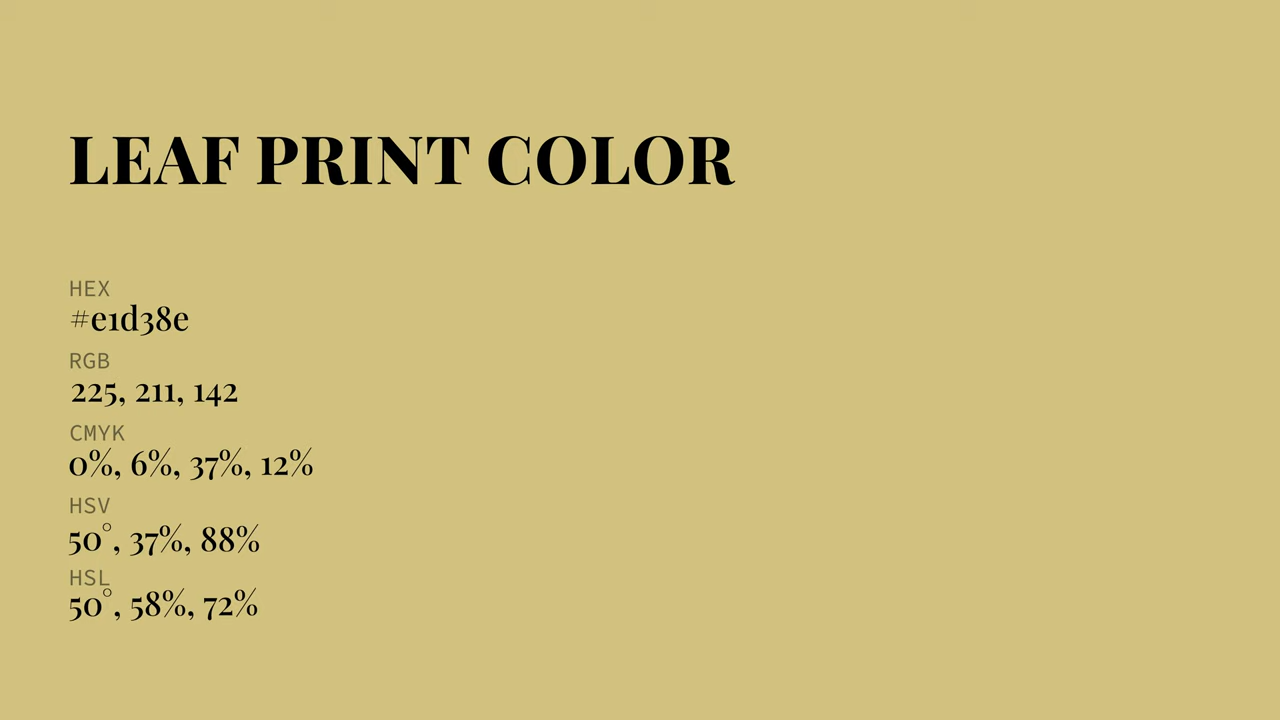 LEAF PRINT COLOR
HEX
#e1d38e
RGB
225, 211, 142
CMYK
0%, 6%, 37%, 12%
HSV
50°, 37%, 88%
HSL
50°, 58%, 72%